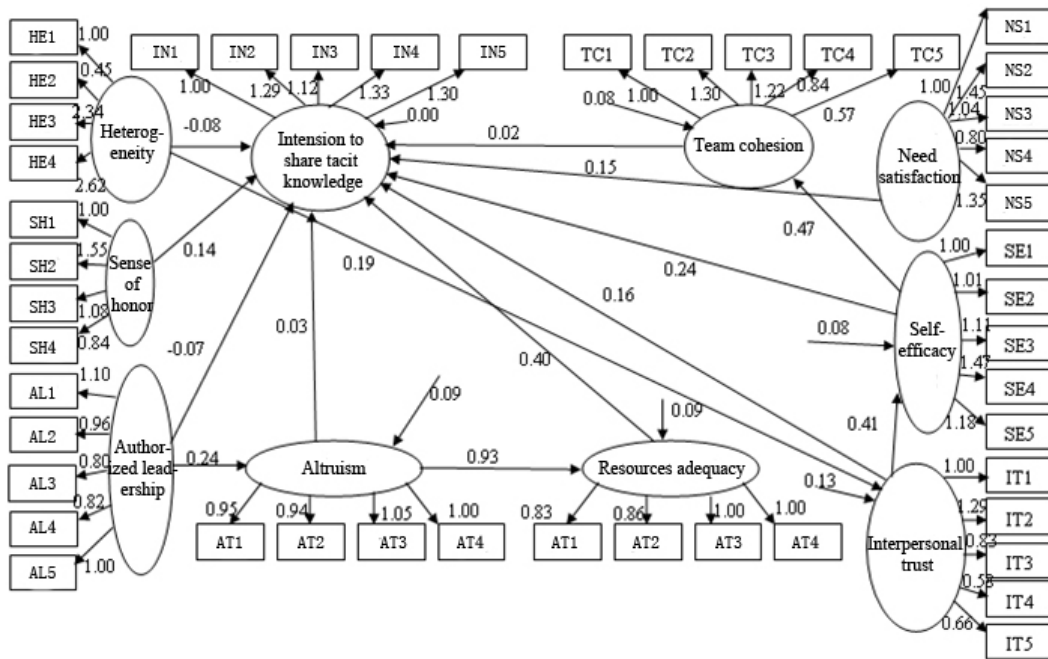 HE1
1.00
HE2
0.45
HE3
2.34
HE4
2.62
Heterog-
eneity
IN1
IN2
IN3
IN4
IN5
1.00
1.29
1.12
1.33
1.30
0.00
Intension to
share tacit
knowledge
-0.08
TC1
TC2
TC3
TC4
TC5
0.08
1.00
1.30
1.22
0.84
0.57
Team cohesion
0.02
0.15
NS1
NS2
NS3
NS4
NS5
1.00
1.45
1.04
0.80
1.35
Need
satisfaction
SH1
1.00
SH2
1.55
SH3
1.08
SH4
0.84
Sense
of
honor
0.14
0.19
0.03
-0.07
0.24
0.16
0.40
0.47
SE1
SE2
SE3
SE4
SE5
1.00
1.01
1.11
1.47
1.18
Self-
efficacy
0.08
0.41
AL1
1.10
AL2
0.96
AL3
0.80
AL4
0.82
AL5
1.00
Author-
ized lead-
ership
0.24
Altruism
0.09
0.93
Resources adequacy
0.09
0.95
0.94
1.05
1.00
AT1
AT2
AT3
AT4
0.83
0.86
1.00
1.00
AT1
AT2
AT3
AT4
0.13
Interpersonal
trust
IT1
IT2
IT3
IT4
IT5
1.00
1.29
0.83
0.58
0.66